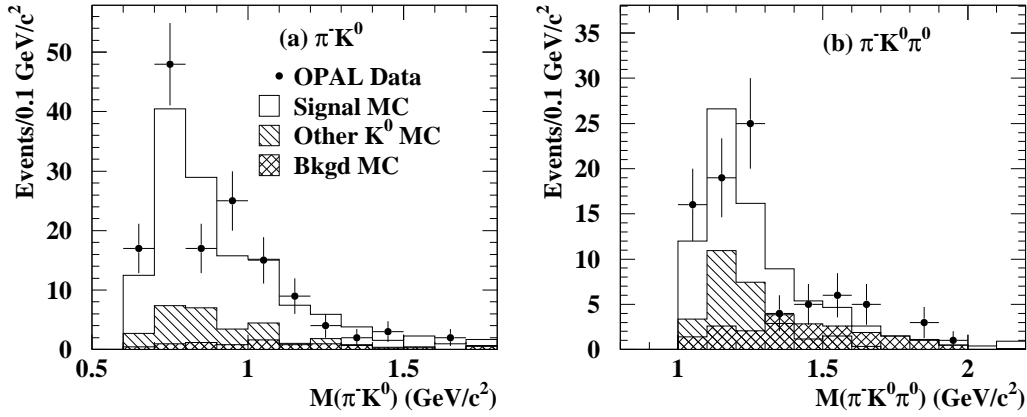 Events/0.1 GeV/c²
50
40
30
20
10
0
(a) π⁻K⁰
OPAL Data
Signal MC
Other K⁰ MC
Bkgd MC
0.5 1 1.5
M(π⁻K⁰) (GeV/c²)
Events/0.1 GeV/c²
35
30
25
20
15
10
5
0
(b) π⁻K⁰π⁰
1 1.5 2
M(π⁻K⁰π⁰) (GeV/c²)